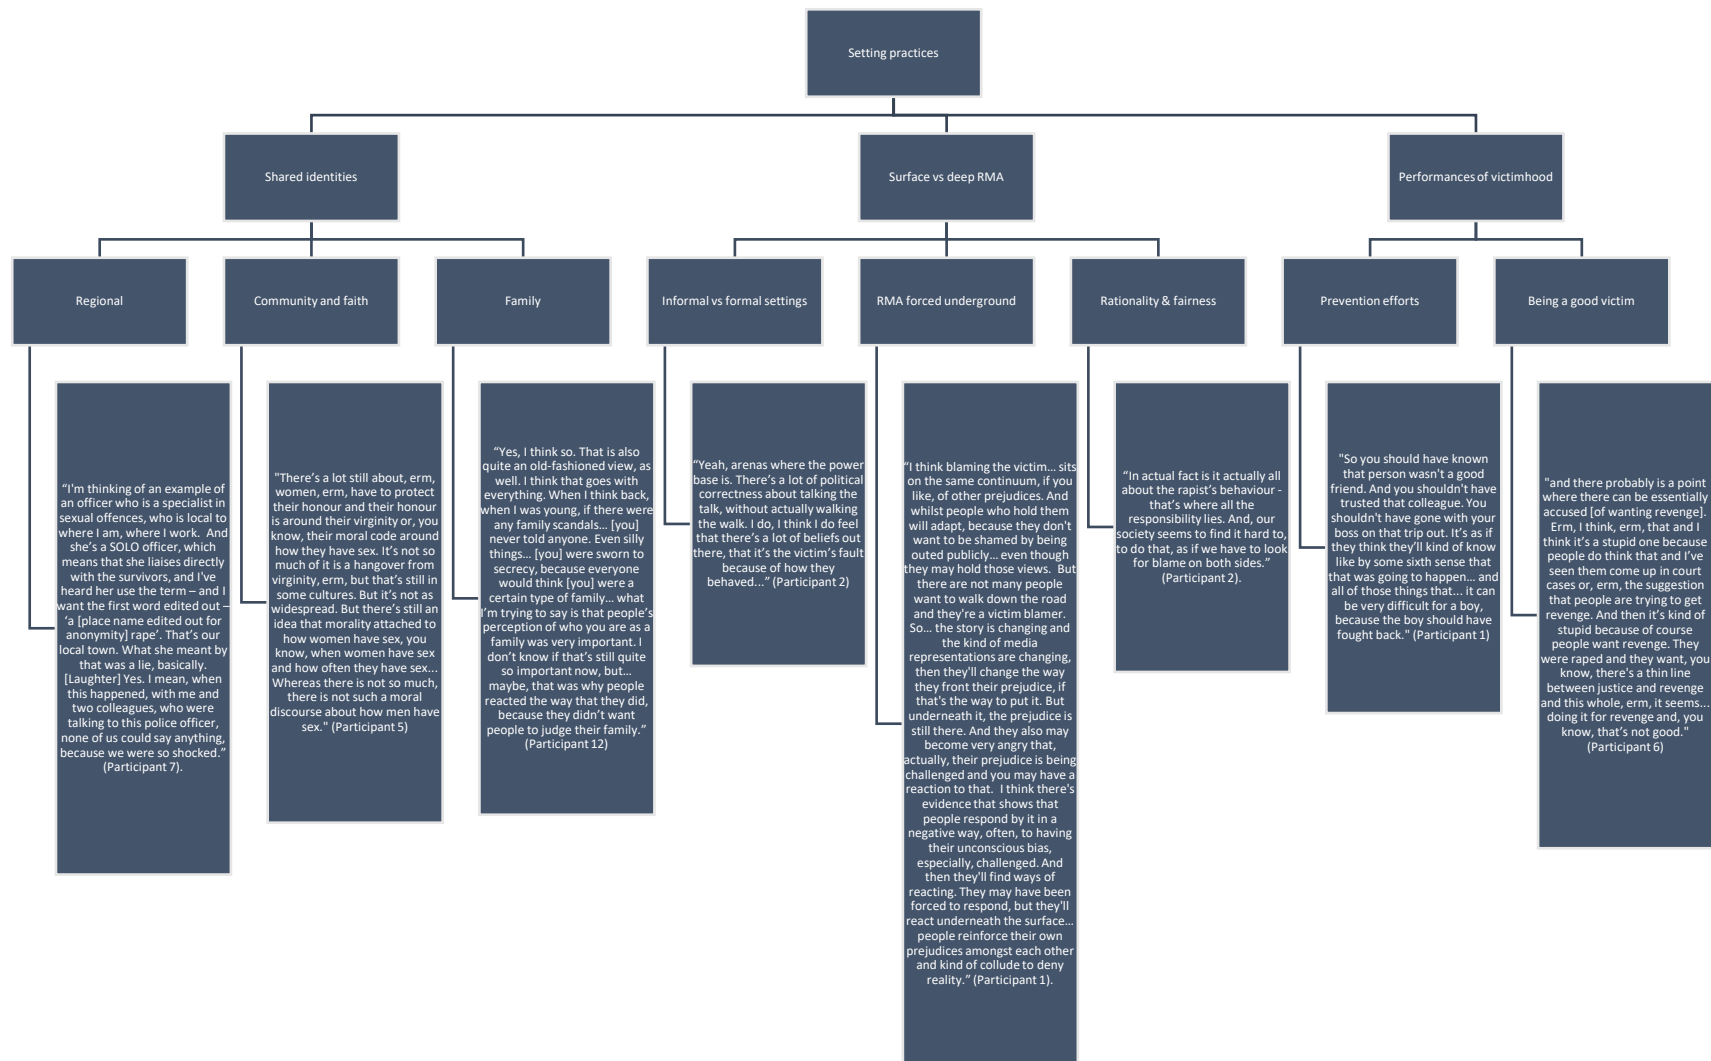 Setting practices
Shared identities
Surface vs deep RMA
Performances of victimhood
Regional
Community and faith
Family
Informal vs formal settings
RMA forced underground
Rationality & fairness
Prevention efforts
Being a good victim
“I'm thinking of an example of
an officer who is a specialist in
sexual offences, who is local to
where I am, where I work.  And
she's a SOLO officer, which
means that she liaises directly
with the survivors, and I've
heard her use the term – and I
want the first word edited out –
‘a [place name edited out for
anonymity] rape’. That's our
local town. What she meant by
that was a lie, basically.
[Laughter] Yes. I mean, when
this happened, with me and
two colleagues, who were
talking to this police officer,
none of us could say anything,
because we were so shocked.”
(Participant 7).
"There’s a lot still about, erm,
women, erm, have to protect
their honour and their honour
is around their virginity or, you
know, their moral code around
how they have sex. It’s not so
much of it is a hangover from
virginity, erm, but that’s still in
some cultures. But it’s not as
widespread. But there’s still an
idea that morality attached to
how women have sex, you
know, when women have sex
and how often they have sex…
Whereas there is not so much,
there is not such a moral
discourse about how men have
sex." (Participant 5)
“Yes, I think so. That is also
quite an old-fashioned view, as
well. I think that goes with
everything. When I think back,
when I was young, if there were
any family scandals… [you]
never told anyone. Even silly
things… [you] were sworn to
secrecy, because everyone
would think [you] were a
certain type of family… what
I’m trying to say is that people’s
perception of who you are as a
family was very important. I
don’t know if that’s still quite
so important now, but…
maybe, that was why people
reacted the way that they did,
because they didn’t want
people to judge their family.”
(Participant 12)
“Yeah, arenas where the power
base is. There’s a lot of political
correctness about talking the
talk, without actually walking
the walk. I do, I think I do feel
that there’s a lot of beliefs out
there, that it’s the victim’s fault
because of how they
behaved...” (Participant 2)
“I think blaming the victim… sits
on the same continuum, if you
like, of other prejudices. And
whilst people who hold them
will adapt, because they don't
want to be shamed by being
outed publicly… even though
they may hold those views.  But
there are not many people
want to walk down the road
and they're a victim blamer.
So… the story is changing and
the kind of media
representations are changing,
then they'll change the way
they front their prejudice, if
that's the way to put it. But
underneath it, the prejudice is
still there. And they also may
become very angry that,
actually, their prejudice is being
challenged and you may have a
reaction to that.  I think there's
evidence that shows that
people respond by it in a
negative way, often, to having
their unconscious bias,
especially, challenged. And
then they'll find ways of
reacting. They may have been
forced to respond, but they'll
react underneath the surface…
people reinforce their own
prejudices amongst each other
and kind of collude to deny
reality.” (Participant 1).
“In actual fact is it actually all
about the rapist’s behaviour -
that’s where all the
responsibility lies. And, our
society seems to find it hard to,
to do that, as if we have to look
for blame on both sides.”
(Participant 2).
"So you should have known
that person wasn't a good
friend. And you shouldn't have
trusted that colleague. You
shouldn't have gone with your
boss on that trip out. It's as if
they think they'll kind of know
like by some sixth sense that
that was going to happen… and
all of those things that… it can
be very difficult for a boy,
because the boy should have
fought back." (Participant 1)
"and there probably is a point
where there can be essentially
accused [of wanting revenge].
Erm, I think, erm, that and I
think it’s a stupid one because
people do think that and I’ve
seen them come up in court
cases or, erm, the suggestion
that people are trying to get
revenge. And then it’s kind of
stupid because of course
people want revenge. They
were raped and they want, you
know, there’s a thin line
between justice and revenge
and this whole, erm, it seems…
doing it for revenge and, you
know, that’s not good."
(Participant 6)